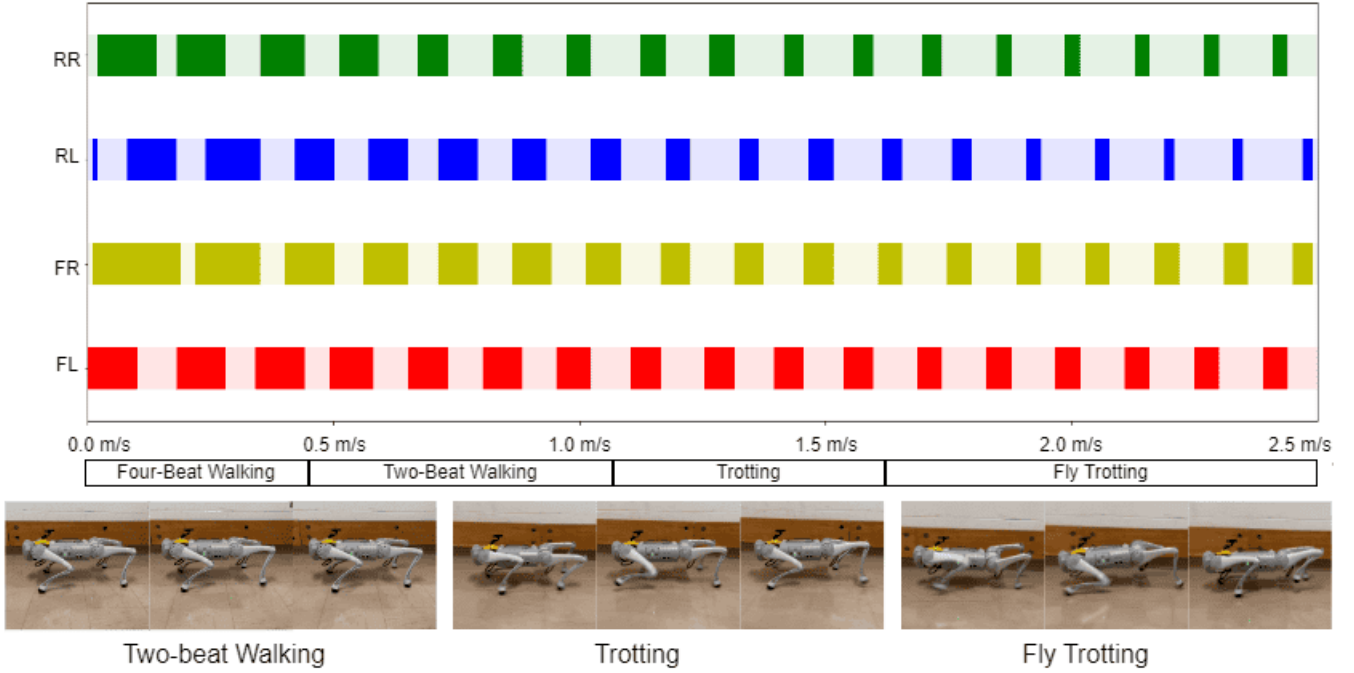 RR
RL
FR
FL
0.0 m/s 0.5 m/s 1.0 m/s 1.5 m/s 2.0 m/s 2.5 m/s
Four-Beat Walking Two-Beat Walking Trotting Fly Trotting
Two-beat Walking Trotting Fly Trotting